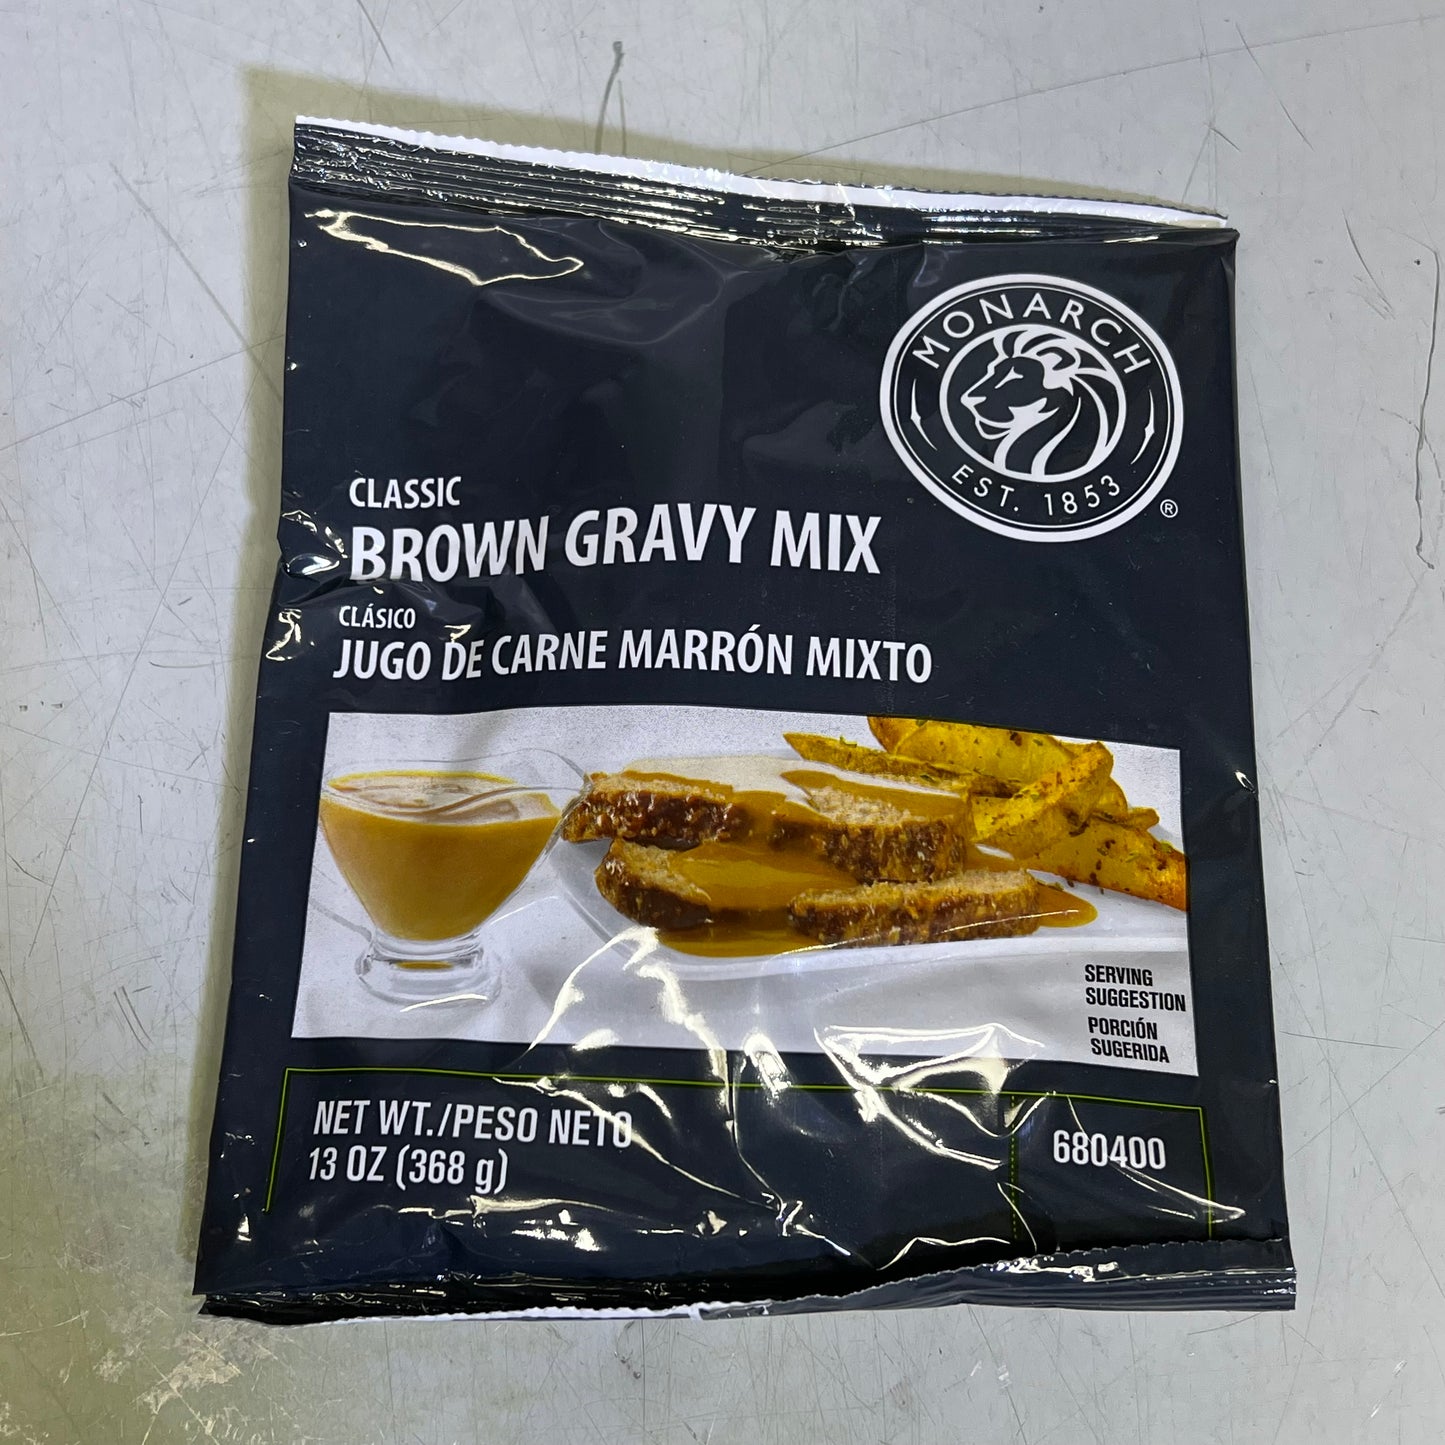 MONARCH
EST. 1853
®
CLASSIC
BROWN GRAVY MIX
CLÁSICO
JUGO DE CARNE MARRÓN MIXTO
SERVING
SUGGESTION
PORCIÓN
SUGERIDA
NET WT./PESO NETO
13 OZ (368 g)
680400